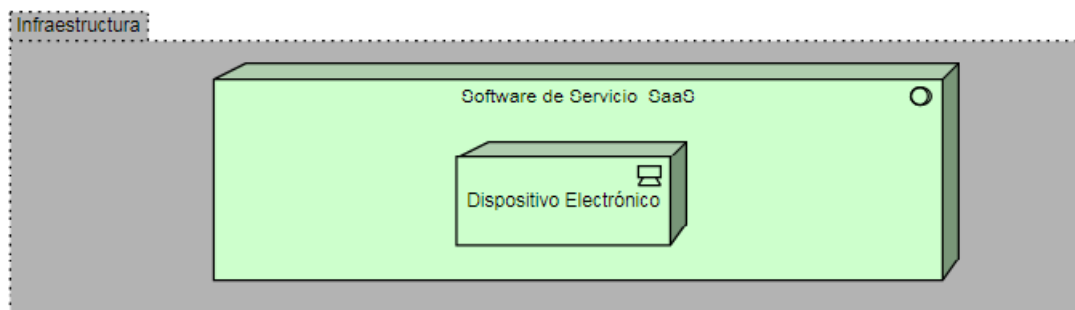 Infraestructura
Software de Servicio SaaS
Dispositivo Electrónico